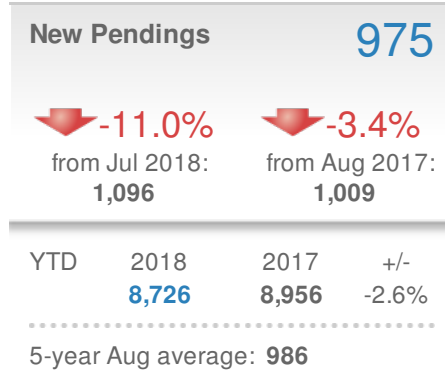 New Pendings 975
-11.0% -3.4%
from Jul 2018: from Aug 2017:
1,096 1,009
YTD 2018 2017 +/-
8,726 8,956 -2.6%
5-year Aug average: 986